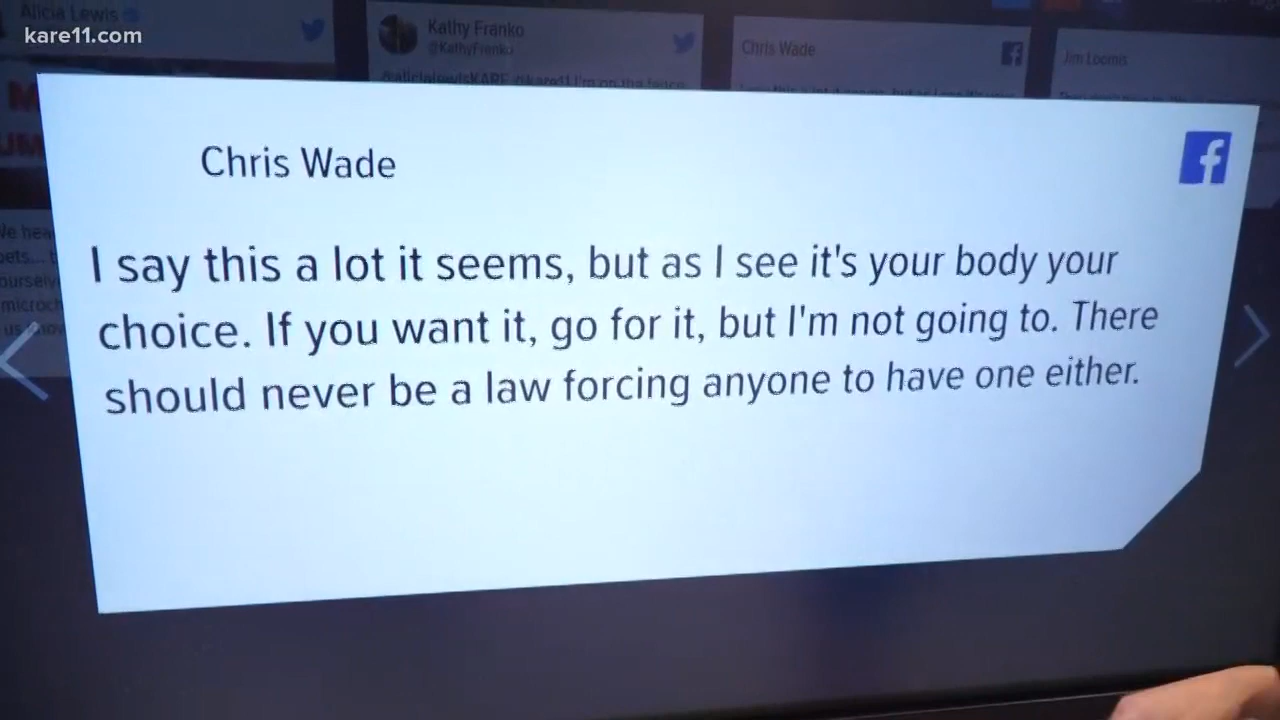 Alicia Lewis
kare11.com
Kathy Franko
@KathyFranko
Chris Wade
Jim Loomis
Chris Wade
I say this a lot it seems, but as I see it's your body your
choice. If you want it, go for it, but I'm not going to. There
should never be a law forcing anyone to have one either.